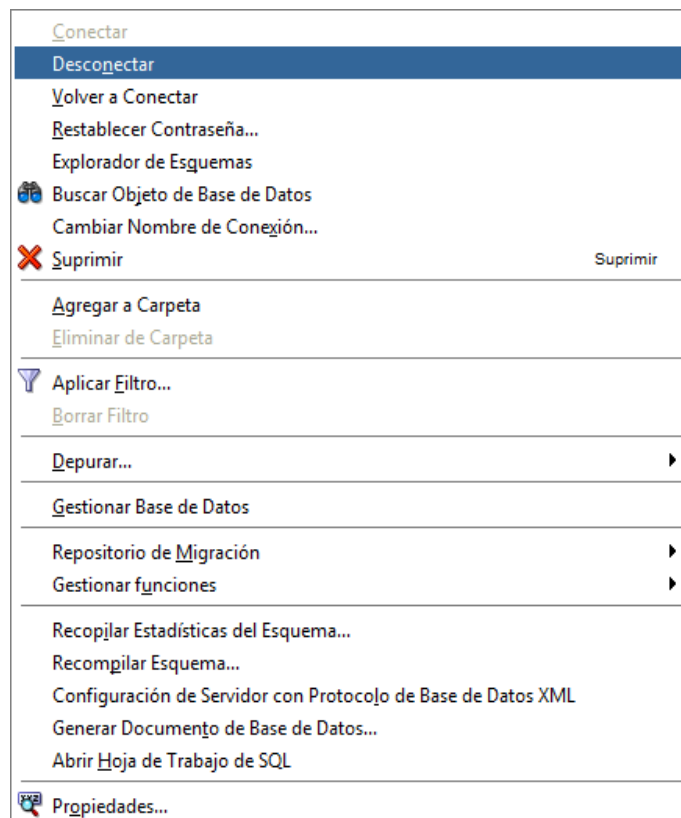 Conectar
Desconectar
Volver a Conectar
Restablecer Contraseña...
Explorador de Esquemas
Buscar Objeto de Base de Datos
Cambiar Nombre de Conexión...
Suprimir Suprimir
Agregar a Carpeta
Eliminar de Carpeta
Aplicar Filtro...
Borrar Filtro
Depurar...
Gestionar Base de Datos
Repositorio de Migración
Gestionar funciones
Recopilar Estadísticas del Esquema...
Recompilar Esquema...
Configuración de Servidor con Protocolo de Base de Datos XML
Generar Documento de Base de Datos...
Abrir Hoja de Trabajo de SQL
Propiedades...